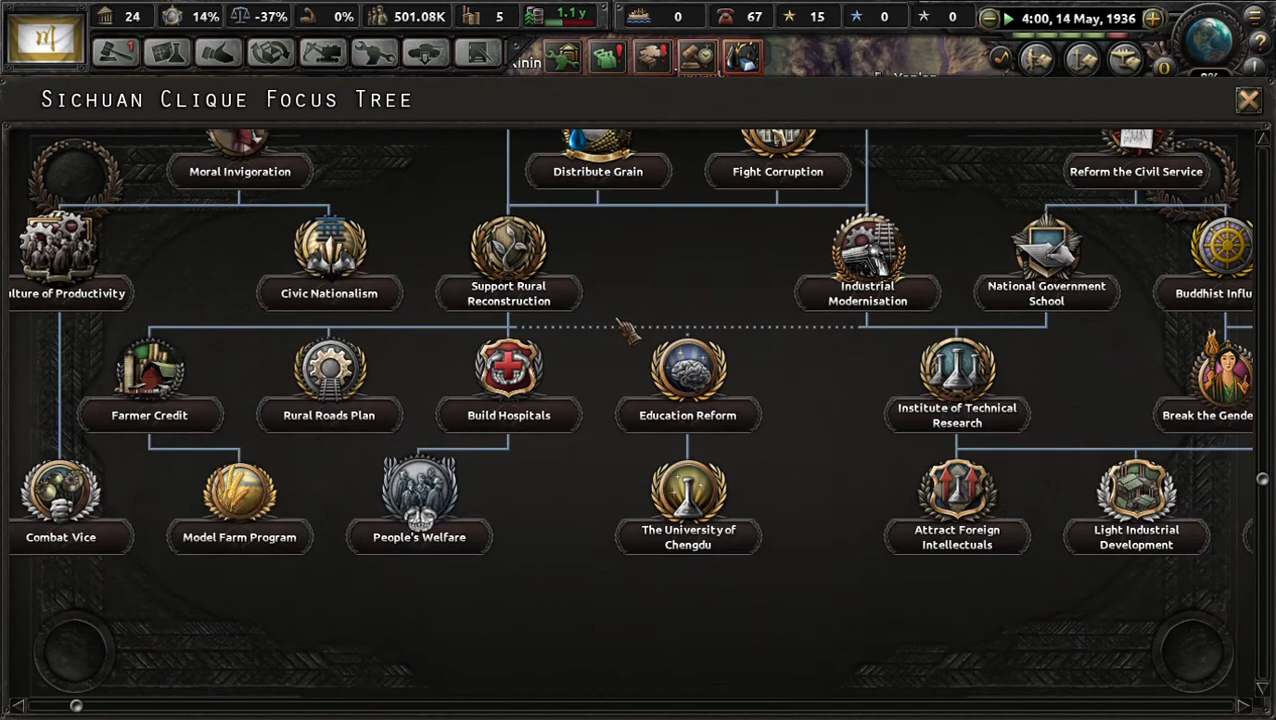 24
14%
-37%
0%
501.08K
5
1.1 y
0
67
15
0
0
4:00, 14 May, 1936
0
Sichuan Clique Focus Tree
Moral Invigoration
Distribute Grain
Fight Corruption
Reform the Civil Service
ulture of Productivity
Civic Nationalism
Support Rural
Reconstruction
Industrial
Modernisation
National Government
School
Buddhist Influ
Farmer Credit
Rural Roads Plan
Build Hospitals
Education Reform
Institute of Technical
Research
Break the Gende
Combat Vice
Model Farm Program
People's Welfare
The University of
Chengdu
Attract Foreign
Intellectuals
Light Industrial
Development